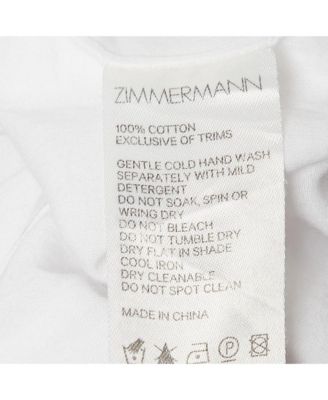 ZIMMERMANN
100% COTTON
EXCLUSIVE OF TRIMS
GENTLE COLD HAND WASH
SEPARATELY WITH MILD
DETERGENT
DO NOT SOAK, SPIN OR
WRING DRY
DO NOT BLEACH
DO NOT TUMBLE DRY
DRY FLAT IN SHADE
COOL IRON
DRY CLEANABLE
DO NOT SPOT CLEAN
MADE IN CHINA